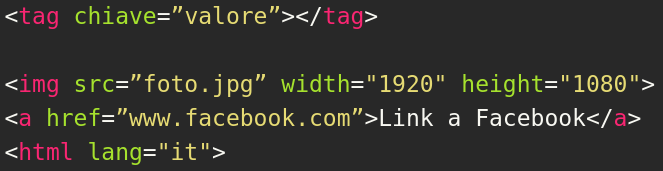 <tag chiave=”valore”></tag>
<img src=”foto.jpg” width="1920" height="1080">
<a href=”www.facebook.com”>Link a Facebook</a>
<html lang="it">